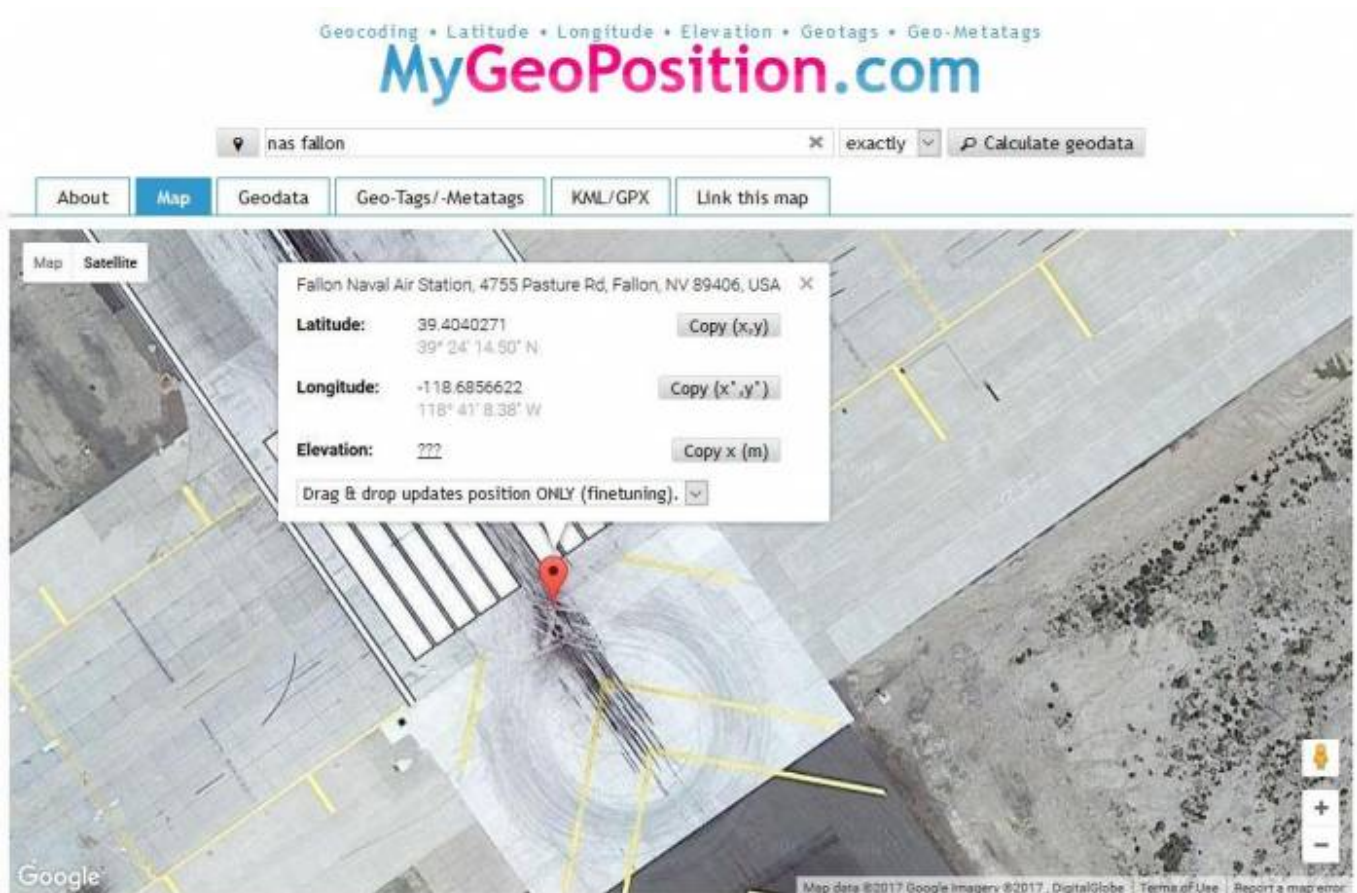 Geocoding • Latitude • Longitude • Elevation • Geotags • Geo-Metatags
MyGeoPosition.com
nas fallon
exactly
Calculate geodata
About
Map
Geodata
Geo-Tags/-Metatags
KML/GPX
Link this map
Map
Satellite
Fallon Naval Air Station, 4755 Pasture Rd, Fallon, NV 89406, USA
Latitude:
39.4040271
Copy (x,y)
39° 24' 14.50" N
Longitude:
-118.6856622
Copy (x°,y°)
118° 41' 8.38" W
Elevation:
???
Copy x (m)
Drag & drop updates position ONLY (finetuning).
Google
Map data ©2017 Google Imagery ©2017 , DigitalGlobe
Terms of Use
Report a map error